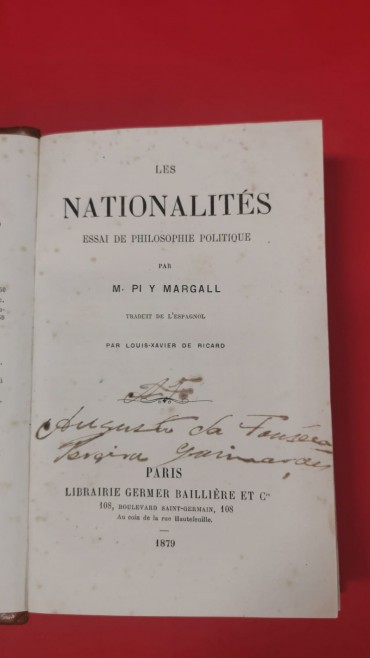 LES
NATIONALITÉS
ESSAI DE PHILOSOPHIE POLITIQUE
PAR
M. PI Y MARGALL
TRADUIT DE L'ESPAGNOL
PAR LOUIS-XAVIER DE RICARD
Augusto da Fonseca
PARIS
LIBRAIRIE GERMER BAILLIÈRE ET Cie
108, BOULEVARD SAINT-GERMAIN, 108
Au coin de la rue Hautefeuille.
1879